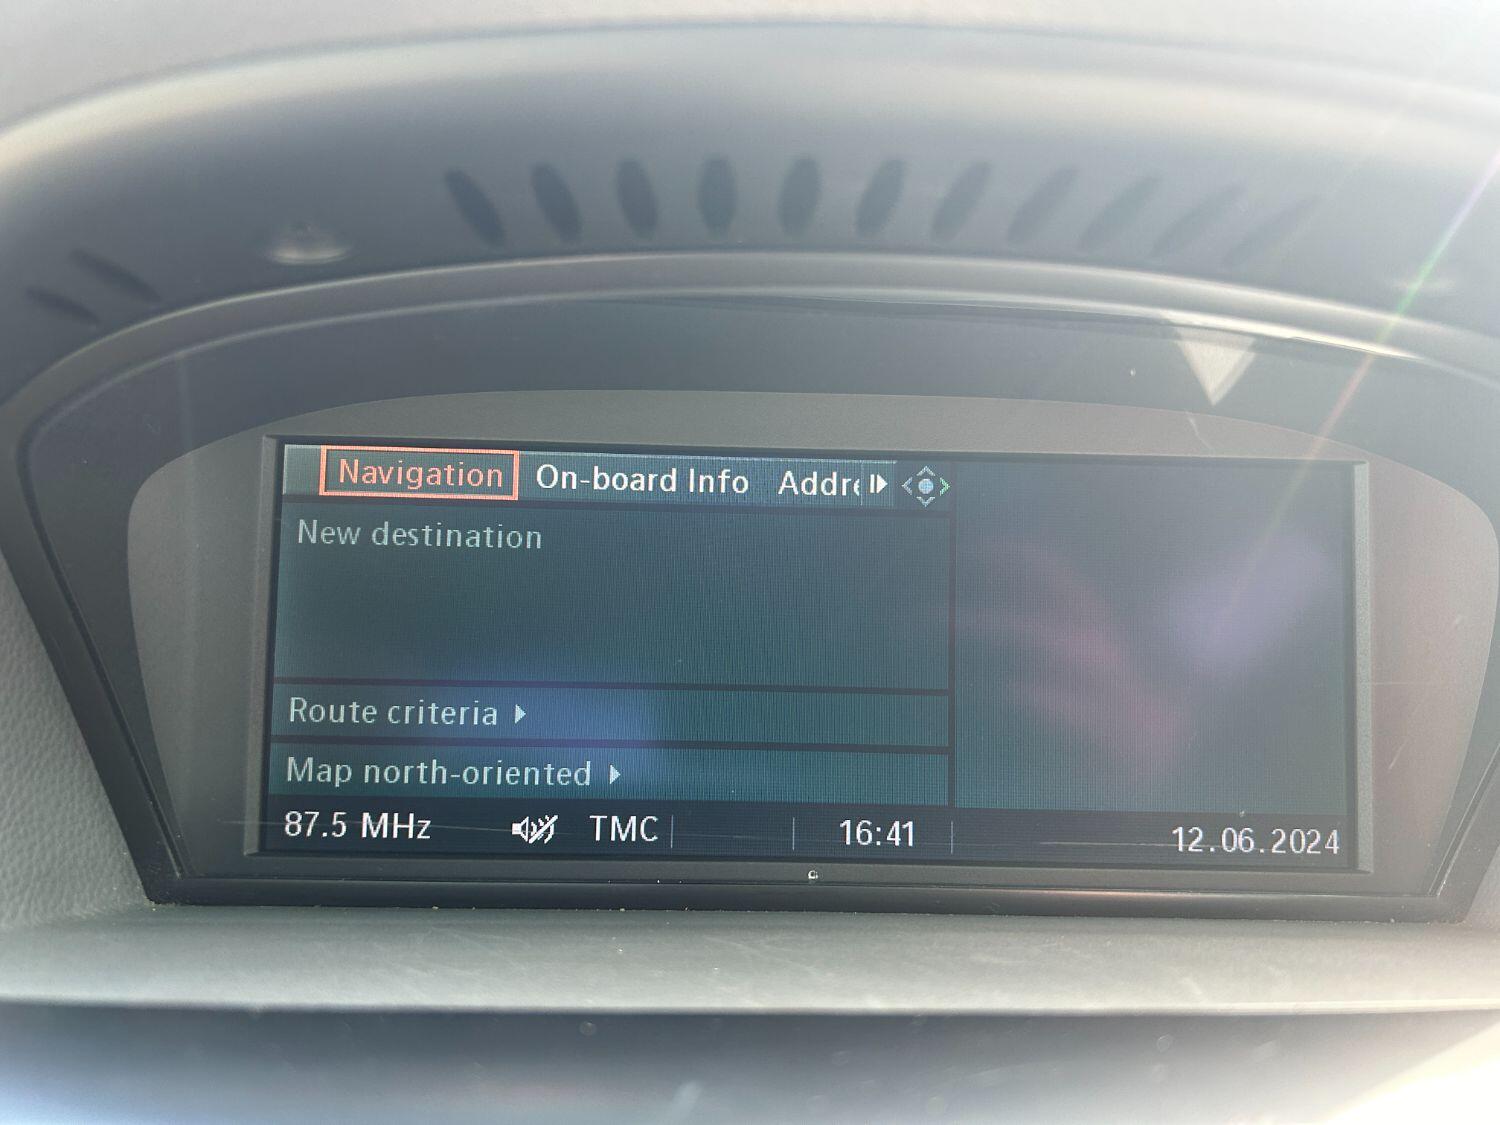 Navigation On-board Info Addr
New destination
Route criteria
Map north-oriented
87.5 MHz TMC 16:41 12.06.2024